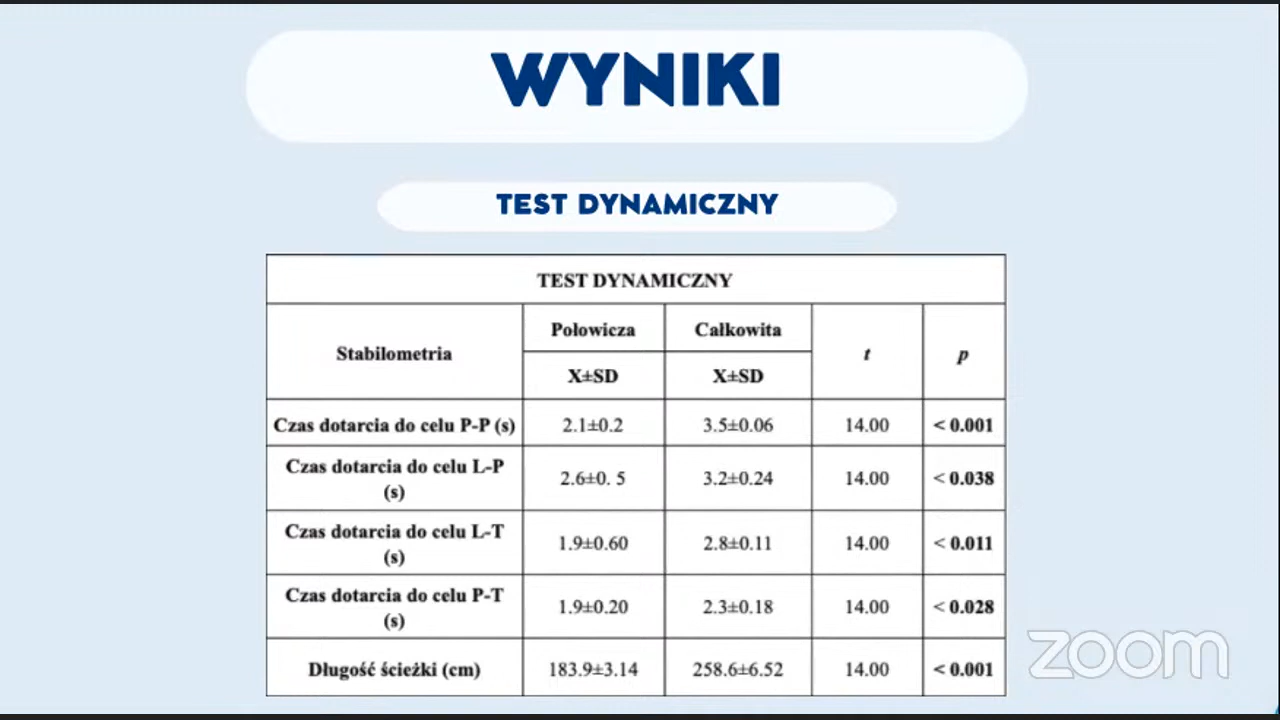 WYNIKI
TEST DYNAMICZNY
TEST DYNAMICZNY
Stabilometria
Połowicza
Całkowita
t
p
X±SD
X±SD
Czas dotarcia do celu P-P (s)
2.1±0.2
3.5±0.06
14.00
< 0.001
Czas dotarcia do celu L-P
(s)
2.6±0. 5
3.2±0.24
14.00
< 0.038
Czas dotarcia do celu L-T
(s)
1.9±0.60
2.8±0.11
14.00
< 0.011
Czas dotarcia do celu P-T
(s)
1.9±0.20
2.3±0.18
14.00
< 0.028
Długość ścieżki (cm)
183.9±3.14
258.6±6.52
14.00
< 0.001
zoom